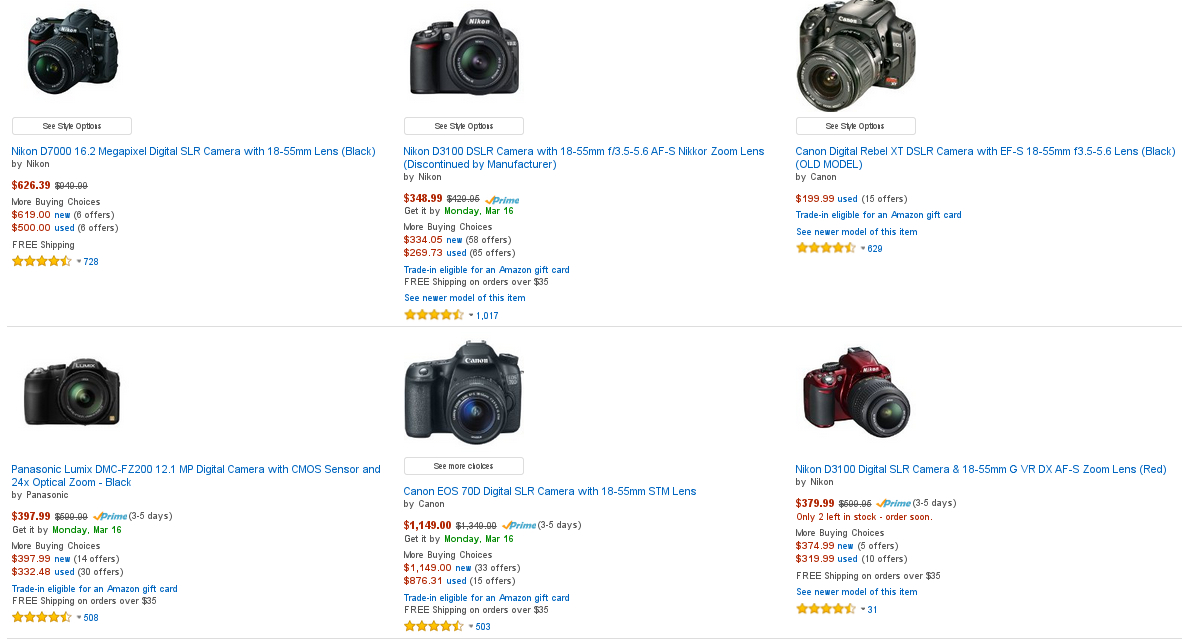 Nikon
Nikon
Canon
See Style Options
See Style Options
See Style Options
Nikon D7000 16.2 Megapixel Digital SLR Camera with 18-55mm Lens (Black)
by Nikon
$626.39 $949.99
More Buying Choices
$619.00 new (6 offers)
$500.00 used (6 offers)
FREE Shipping
728
Nikon D3100 DSLR Camera with 18-55mm f/3.5-5.6 AF-S Nikkor Zoom Lens
(Discontinued by Manufacturer)
by Nikon
$348.99 $429.95 Prime
Get it by Monday, Mar 16
More Buying Choices
$334.05 new (58 offers)
$269.73 used (65 offers)
Trade-in eligible for an Amazon gift card
FREE Shipping on orders over $35
See newer model of this item
1,017
Canon Digital Rebel XT DSLR Camera with EF-S 18-55mm f3.5-5.6 Lens (Black)
(OLD MODEL)
by Canon
$199.99 used (15 offers)
Trade-in eligible for an Amazon gift card
See newer model of this item
629
LUMIX
Canon
Nikon
Panasonic Lumix DMC-FZ200 12.1 MP Digital Camera with CMOS Sensor and
24x Optical Zoom - Black
by Panasonic
$397.99 $599.99 Prime (3-5 days)
Get it by Monday, Mar 16
More Buying Choices
$397.99 new (14 offers)
$332.48 used (30 offers)
Trade-in eligible for an Amazon gift card
FREE Shipping on orders over $35
508
See more choices
Canon EOS 70D Digital SLR Camera with 18-55mm STM Lens
by Canon
$1,149.00 $1,349.00 Prime (3-5 days)
Get it by Monday, Mar 16
More Buying Choices
$1,149.00 new (33 offers)
$876.31 used (15 offers)
Trade-in eligible for an Amazon gift card
FREE Shipping on orders over $35
503
Nikon D3100 Digital SLR Camera & 18-55mm G VR DX AF-S Zoom Lens (Red)
by Nikon
$379.99 $599.95 Prime (3-5 days)
Only 2 left in stock - order soon.
More Buying Choices
$374.99 new (5 offers)
$319.99 used (10 offers)
FREE Shipping on orders over $35
See newer model of this item
31